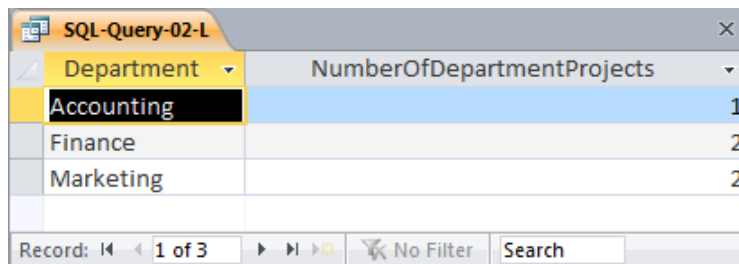 SQL-Query-02-L
Department NumberOfDepartmentProjects
Accounting 1
Finance 2
Marketing 2
Record: 1 of 3 No Filter Search